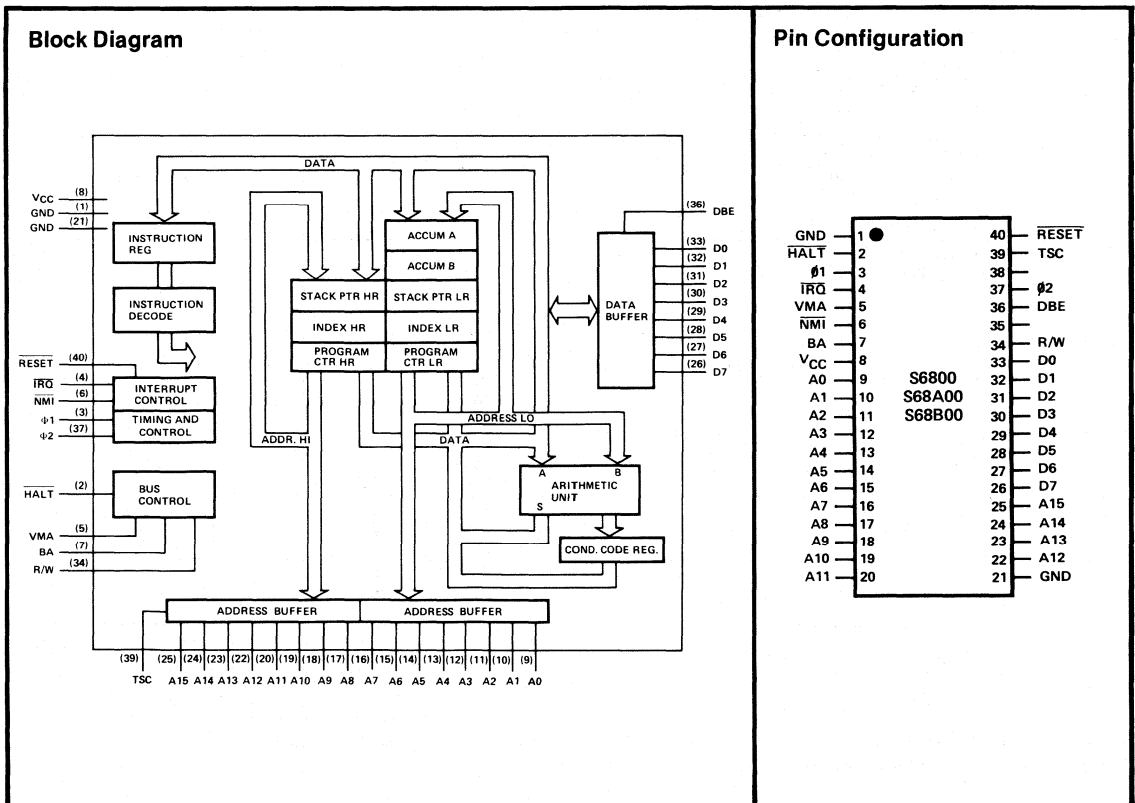 Block Diagram
DATA
VCC (8)
GND (1)
GND (21)
INSTRUCTION
REG
INSTRUCTION
DECODE
RESET (40)
IRQ (4)
NMI (6)
Φ1 (3)
Φ2 (37)
INTERRUPT
CONTROL
TIMING AND
CONTROL
HALT (2)
BUS
CONTROL
VMA (5)
BA (7)
R/W (34)
ACCUM A
ACCUM B
STACK PTR HR
STACK PTR LR
INDEX HR
INDEX LR
PROGRAM
CTR HR
PROGRAM
CTR LR
ADDR. HI
ADDRESS LO
DATA
A
B
ARITHMETIC
UNIT
S
COND. CODE REG.
DATA
BUFFER
(36) DBE
(33) D0
(32) D1
(31) D2
(30) D3
(29) D4
(28) D5
(27) D6
(26) D7
ADDRESS BUFFER
ADDRESS BUFFER
(39) (25) (24) (23) (22) (20) (19) (18) (17) (16) (15) (14) (13) (12) (11) (10) (9)
TSC A15 A14 A13 A12 A11 A10 A9 A8 A7 A6 A5 A4 A3 A2 A1 A0
Pin Configuration
GND 1 40 RESET
HALT 2 39 TSC
ø1 3 38
IRQ 4 37 ø2
VMA 5 36 DBE
NMI 6 35
BA 7 34 R/W
VCC 8 33 D0
A0 9 S6800 32 D1
A1 10 S68A00 31 D2
A2 11 S68B00 30 D3
A3 12 29 D4
A4 13 28 D5
A5 14 27 D6
A6 15 26 D7
A7 16 25 A15
A8 17 24 A14
A9 18 23 A13
A10 19 22 A12
A11 20 21 GND